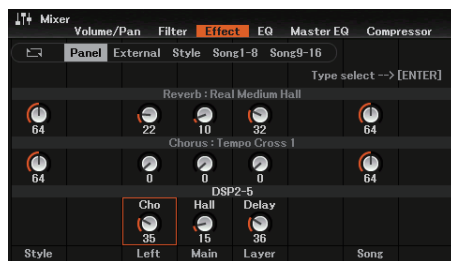 Mixer
Volume/Pan Filter Effect EQ Master EQ Compressor
Panel External Style Song1-8 Song9-16
Type select --> [ENTER]
Reverb : Real Medium Hall
64 22 10 32 64
Chorus : Tempo Cross 1
64 0 0 0 64
DSP2-5
Cho Hall Delay
35 15 36
Style Left Main Layer Song